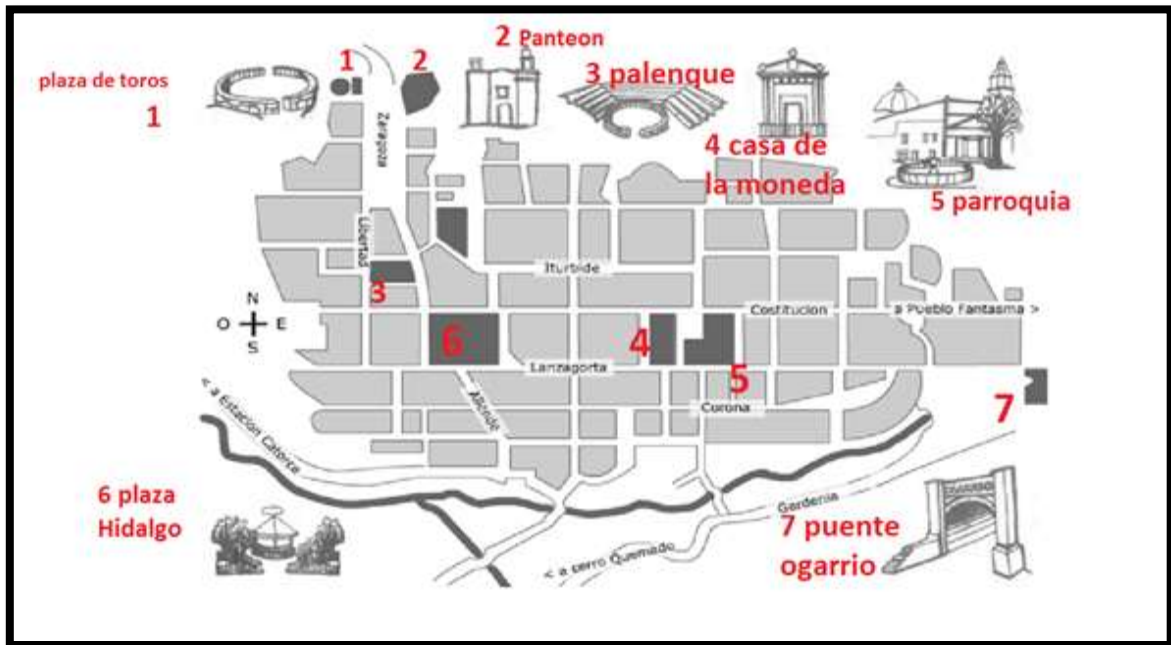 2 Panteon
1
2
plaza de toros
1
3 palenque
4 casa de
la moneda
5 parroquia
Zaragoza
Libertad
Iturbide
3
N
O E
S
Costitucion
a Pueblo Fantasma >
6
4
Lanzagorta
5
Corona
7
Allende
< a Estacion Catorce
6 plaza
Hidalgo
Gardenia
7 puente
ogarrio
< a cerro Quemado